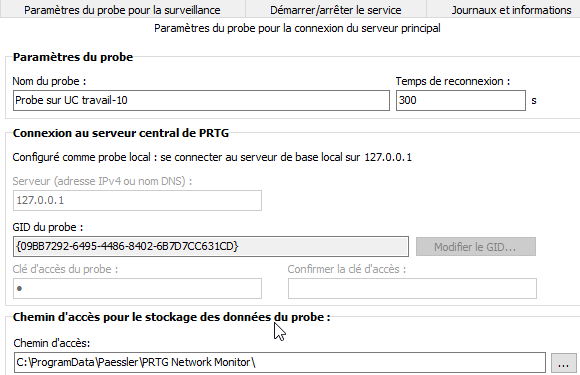 Paramètres du probe pour la surveillance
Démarrer/arrêter le service
Journaux et informations
Paramètres du probe pour la connexion du serveur principal
Paramètres du probe
Nom du probe :
Temps de reconnexion :
Probe sur UC travail-10
300
s
Connexion au serveur central de PRTG
Configuré comme probe local : se connecter au serveur de base local sur 127.0.0.1
Serveur (adresse IPv4 ou nom DNS) :
127.0.0.1
GID du probe :
{09BB7292-6495-4486-8402-6B7D7CC631CD}
Modifier le GID...
Clé d'accès du probe :
Confirmer la clé d'accès :
•
Chemin d'accès pour le stockage des données du probe :
Chemin d'accès:
C:\ProgramData\Paessler\PRTG Network Monitor\
...